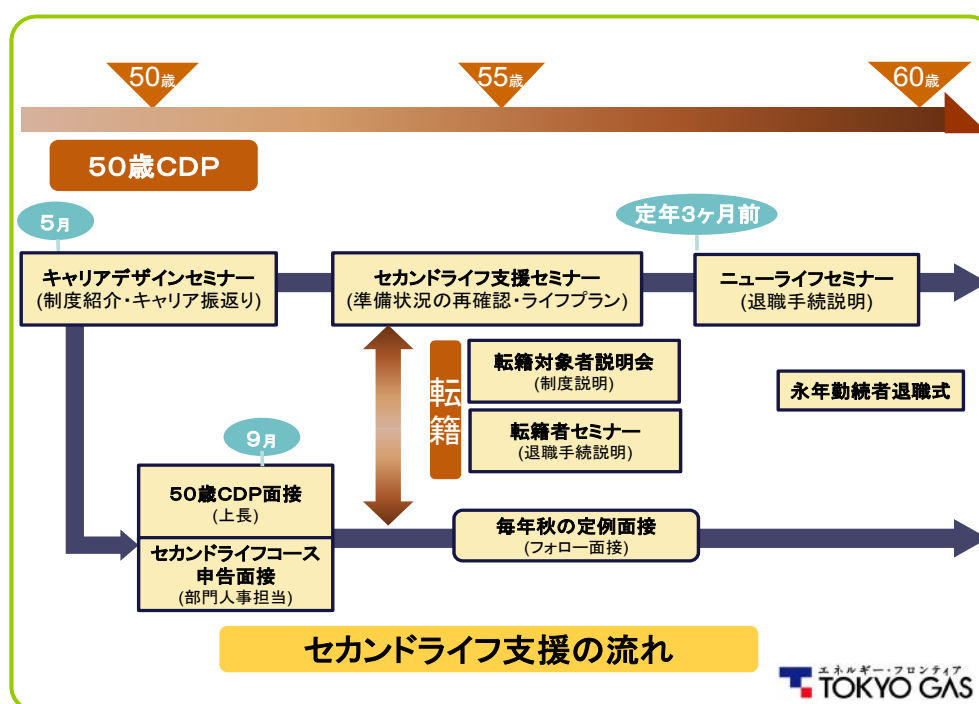 50歳
55歳
60歳
50歳CDP
5月
定年3ヶ月前
キャリアデザインセミナー
(制度紹介・キャリア振返り)
セカンドライフ支援セミナー
(準備状況の再確認・ライフプラン)
ニューライフセミナー
(退職手続説明)
転籍
転籍対象者説明会
(制度説明)
転籍者セミナー
(退職手続説明)
永年勤続者退職式
9月
50歳CDP面接
(上長)
セカンドライフコース
申告面接
(部門人事担当)
毎年秋の定例面接
(フォロー面接)
セカンドライフ支援の流れ
エネルギー・フロンティア
TOKYO GAS